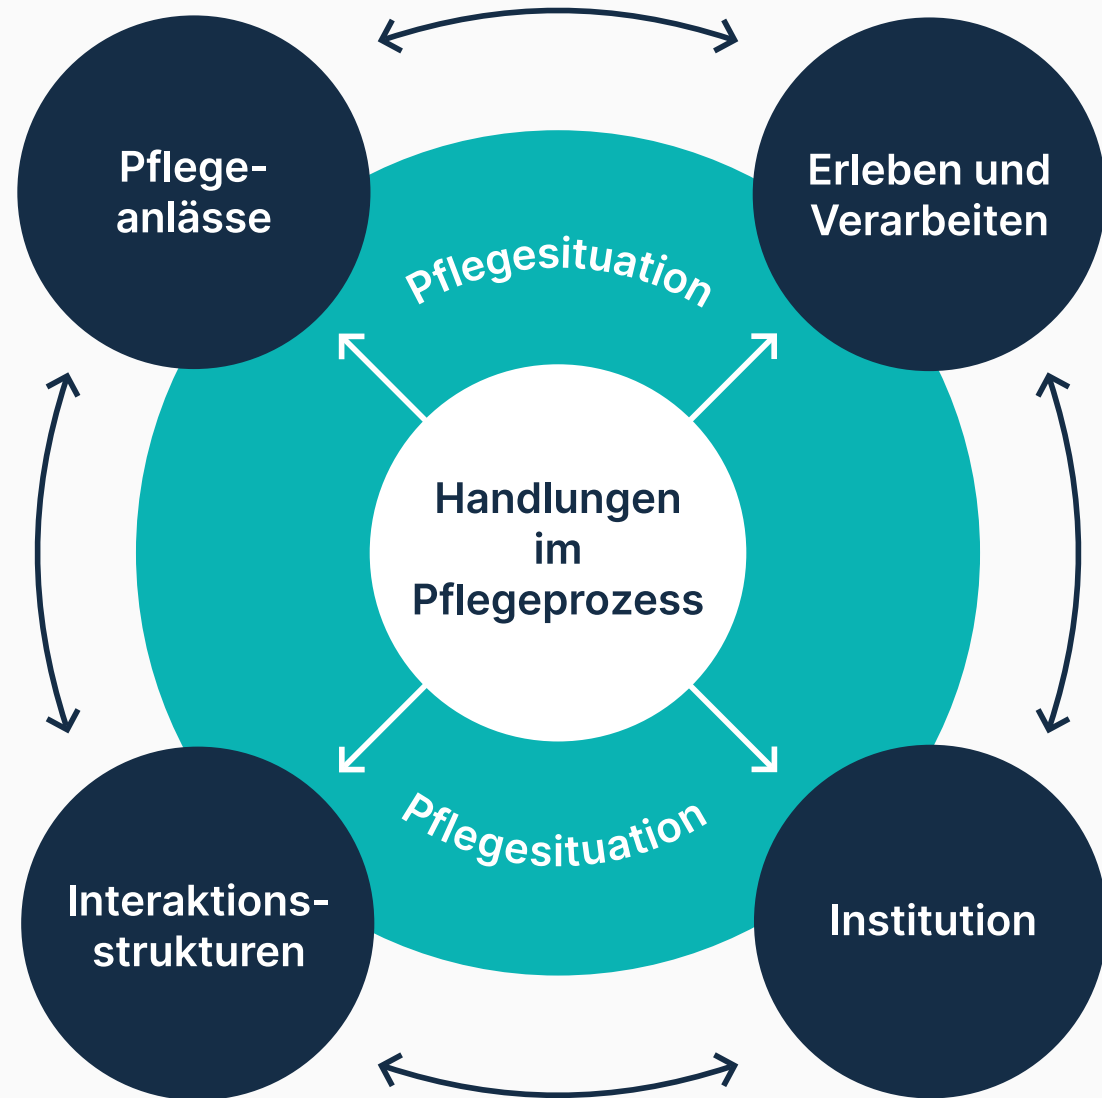 Pflege-
anlässe
Erleben und
Verarbeiten
Pflegesituation
Handlungen
im
Pflegeprozess
Pflegesituation
Interaktions-
strukturen
Institution